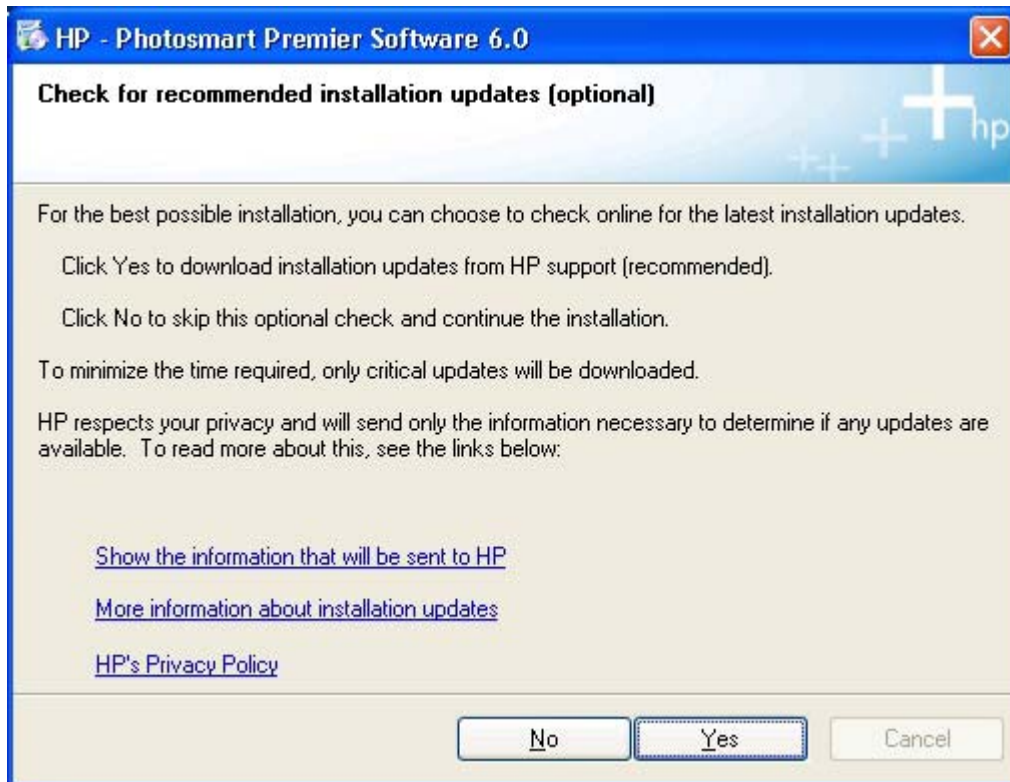 HP - Photosmart Premier Software 6.0
Check for recommended installation updates (optional)
hp
For the best possible installation, you can choose to check online for the latest installation updates.
Click Yes to download installation updates from HP support (recommended).
Click No to skip this optional check and continue the installation.
To minimize the time required, only critical updates will be downloaded.
HP respects your privacy and will send only the information necessary to determine if any updates are
available.  To read more about this, see the links below:
Show the information that will be sent to HP
More information about installation updates
HP's Privacy Policy
No
Yes
Cancel